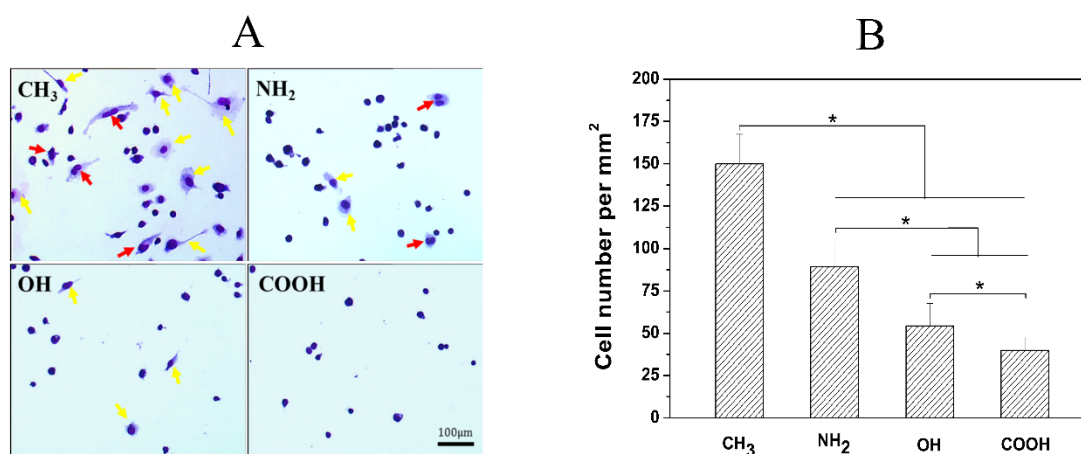 A
CH₃
NH₂
OH
COOH
100μm
B
Cell number per mm²
200
175
150
125
100
75
50
25
0
*
*
*
CH₃
NH₂
OH
COOH